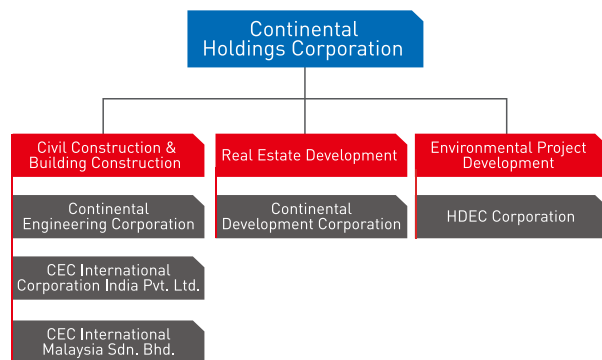 Continental
Holdings Corporation
Civil Construction &
Building Construction
Real Estate Development
Environmental Project
Development
Continental
Engineering Corporation
Continental
Development Corporation
HDEC Corporation
CEC International
Corporation India Pvt. Ltd.
CEC International
Malaysia Sdn. Bhd.